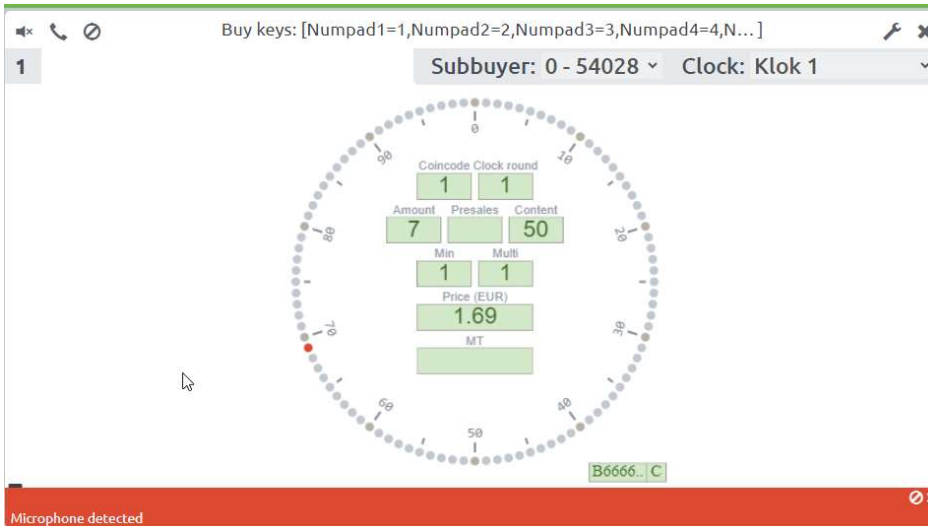 Buy keys: [Numpad1=1,Numpad2=2,Numpad3=3,Numpad4=4,N...]
1 Subbuyer: 0 - 54028 Clock: Klok 1
0
90 10
Coincode Clock round
1 1
Amount Presales Content
7 50
80 20
Min Multi
1 1
Price (EUR)
1.69
70 30
MT
60 40
50
B6666.. C
Microphone detected